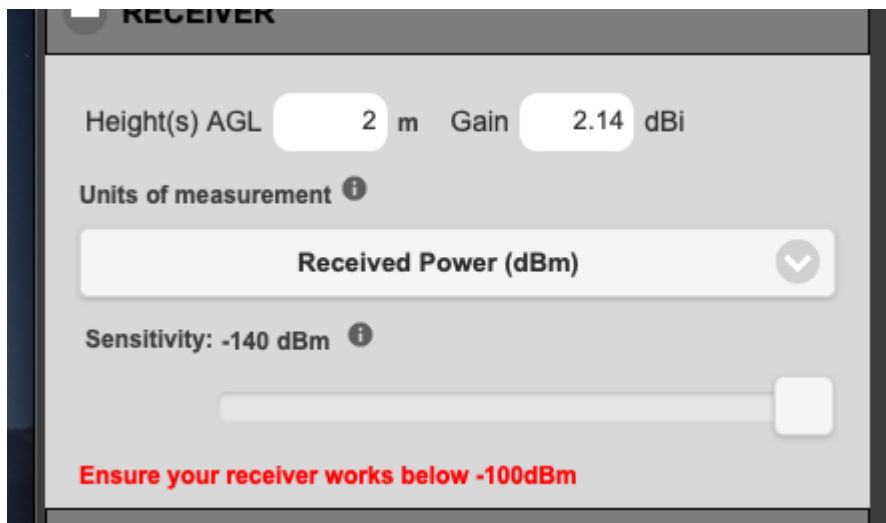 RECEIVER
Height(s) AGL 2 m Gain 2.14 dBi
Units of measurement
Received Power (dBm)
Sensitivity: -140 dBm
Ensure your receiver works below -100dBm